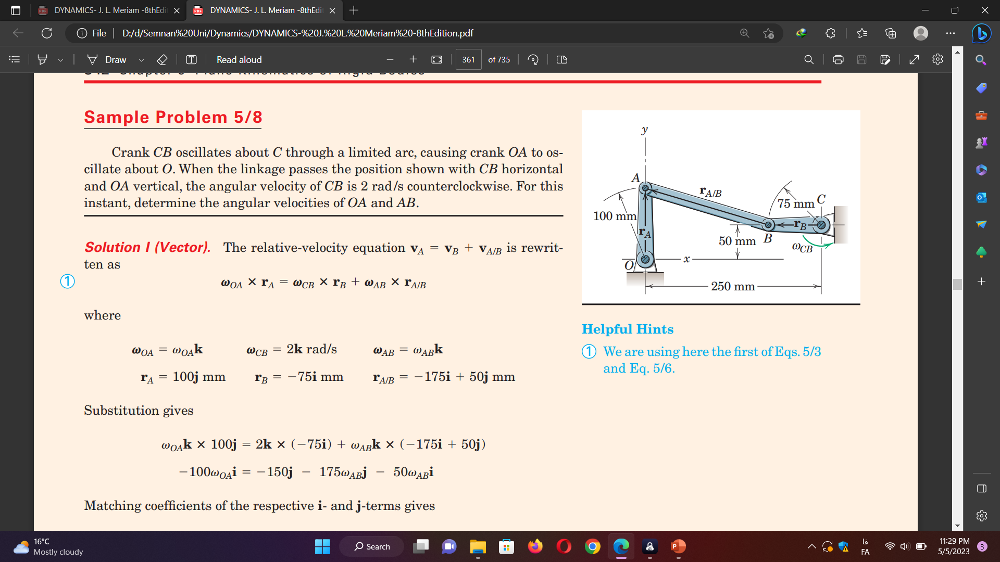 DYNAMICS- J. L. Meriam -8thEdi
DYNAMICS- J. L. Meriam -8thEdit
File
D:/d/Semnan%20Uni/Dynamics/DYNAMICS-%20J.%20L.%20Meriam%20-8thEdition.pdf
Draw
Read aloud
361
of 735
Sample Problem 5/8
Crank CB oscillates about C through a limited arc, causing crank OA to os-
cillate about O. When the linkage passes the position shown with CB horizontal
and OA vertical, the angular velocity of CB is 2 rad/s counterclockwise. For this
instant, determine the angular velocities of OA and AB.
Solution I (Vector). The relative-velocity equation v_A = v_B + v_A/B is rewrit-
ten as
① ω_OA × r_A = ω_CB × r_B + ω_AB × r_A/B
where
ω_OA = ω_OA k ω_CB = 2k rad/s ω_AB = ω_AB k
r_A = 100j mm r_B = −75i mm r_A/B = −175i + 50j mm
Substitution gives
ω_OA k × 100j = 2k × (−75i) + ω_AB k × (−175i + 50j)
−100ω_OA i = −150j − 175ω_AB j − 50ω_AB i
Matching coefficients of the respective i- and j-terms gives
y
A
r_A/B
75 mm
C
100 mm
r_A
r_B
50 mm
B
ω_CB
O
x
250 mm
Helpful Hints
① We are using here the first of Eqs. 5/3
and Eq. 5/6.
16°C
Mostly cloudy
Search
فا
FA
11:29 PM
5/5/2023
3